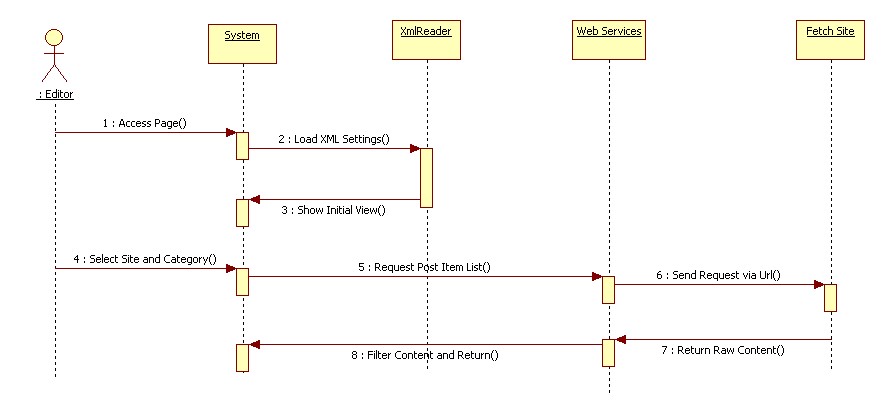 System
XmlReader
Web Services
Fetch Site
: Editor
1 : Access Page()
2 : Load XML Settings()
3 : Show Initial View()
4 : Select Site and Category()
5 : Request Post Item List()
6 : Send Request via Url()
7 : Return Raw Content()
8 : Filter Content and Return()